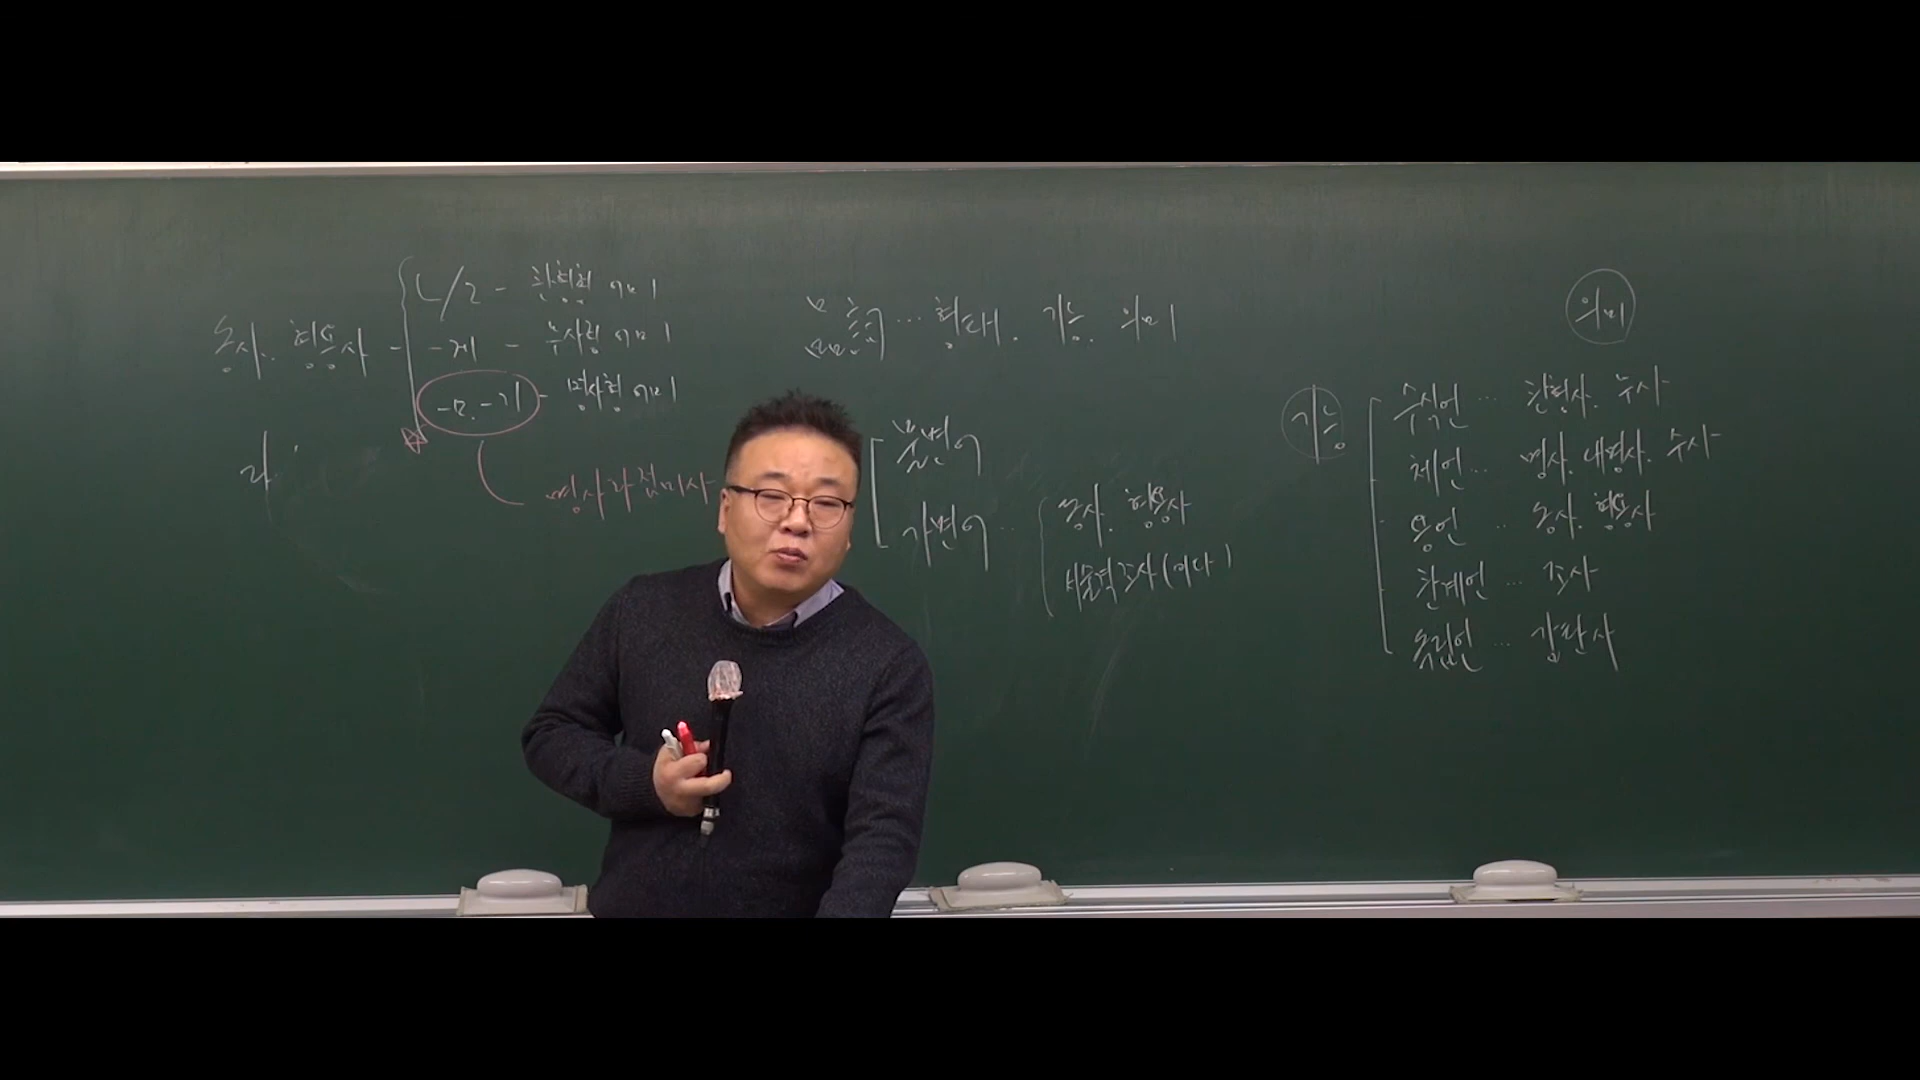 동사. 형용사 -
ㄴ/ㄹ - 관형형 어미
-게 - 부사형 어미
-ㅁ. -기 - 명사형 어미
명사화 접미사
품 ... 형태. 기능. 의미
불변어
가변어 ...
동사. 형용사
서술격조사(이다)
의미
기능
수식언 ... 관형사. 부사
체언 ... 명사. 대명사. 수사
용언 .. 동사. 형용사
관계언 ... 조사
독립언 ... 감탄사